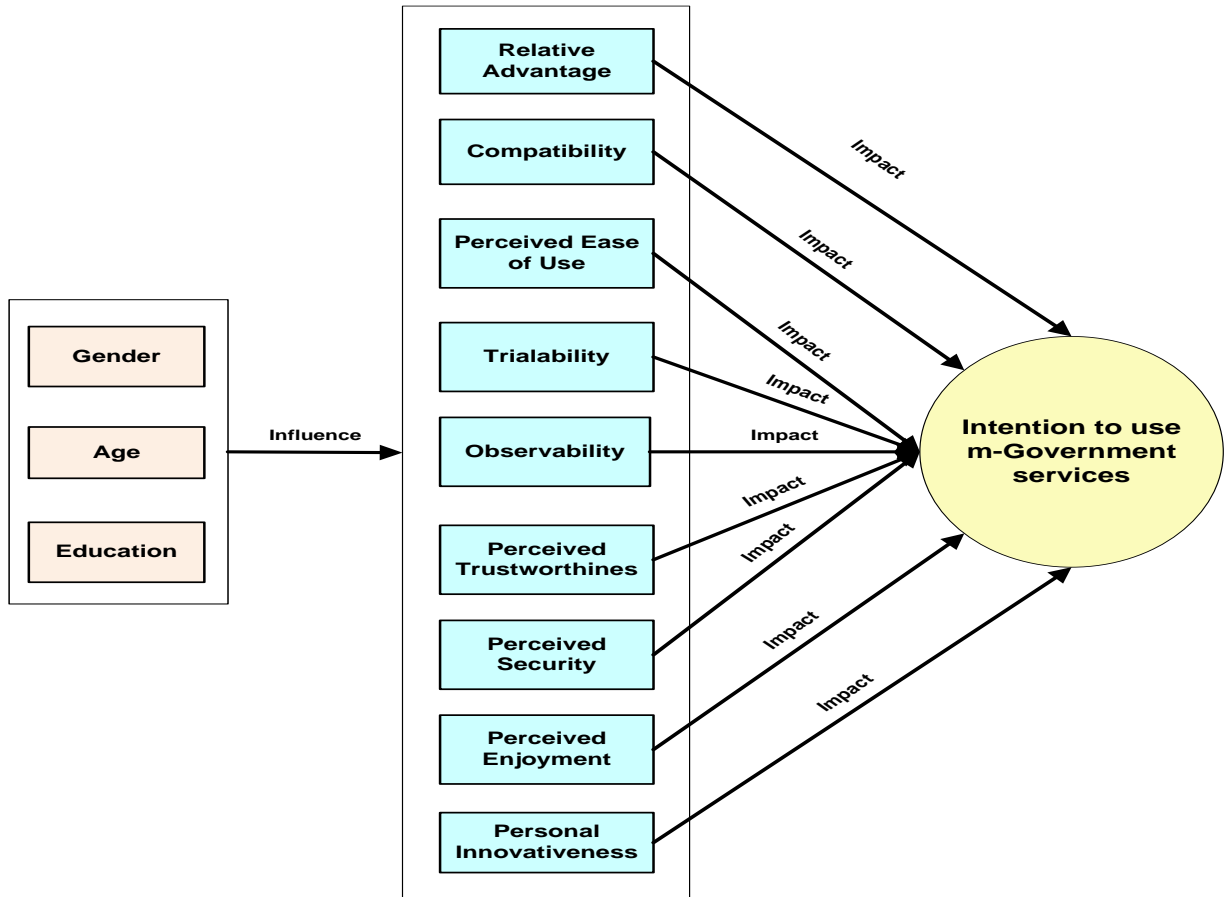 Relative
Advantage
Impact
Compatibility
Impact
Perceived Ease
of Use
Impact
Gender
Trialability
Impact
Age
Influence
Observability
Impact
Intention to use
m-Government
services
Education
Perceived
Trustworthines
Impact
Perceived
Security
Impact
Perceived
Enjoyment
Impact
Personal
Innovativeness
Impact